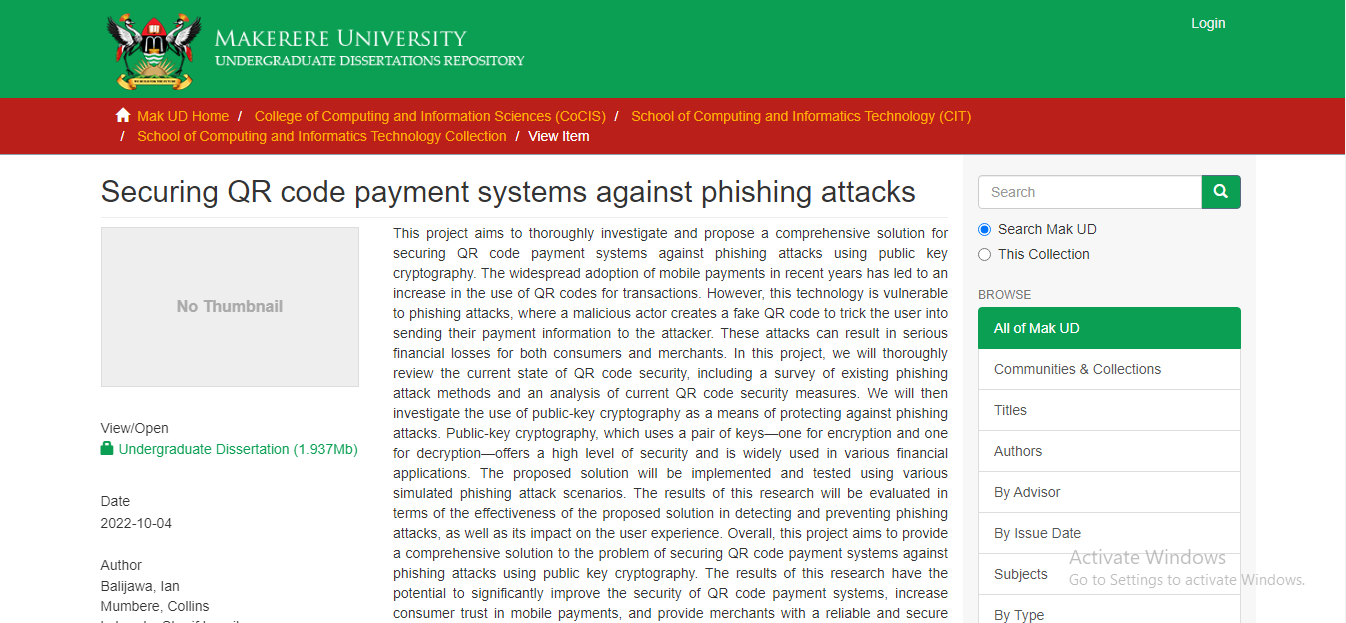 Login
MAKERERE UNIVERSITY
UNDERGRADUATE DISSERTATIONS REPOSITORY
Mak UD Home / College of Computing and Information Sciences (CoCIS) / School of Computing and Informatics Technology (CIT)
/ School of Computing and Informatics Technology Collection / View Item
Securing QR code payment systems against phishing attacks
No Thumbnail
View/Open
Undergraduate Dissertation (1.937Mb)
Date
2022-10-04
Author
Balijawa, Ian
Mumbere, Collins
This project aims to thoroughly investigate and propose a comprehensive solution for
securing QR code payment systems against phishing attacks using public key
cryptography. The widespread adoption of mobile payments in recent years has led to an
increase in the use of QR codes for transactions. However, this technology is vulnerable
to phishing attacks, where a malicious actor creates a fake QR code to trick the user into
sending their payment information to the attacker. These attacks can result in serious
financial losses for both consumers and merchants. In this project, we will thoroughly
review the current state of QR code security, including a survey of existing phishing
attack methods and an analysis of current QR code security measures. We will then
investigate the use of public-key cryptography as a means of protecting against phishing
attacks. Public-key cryptography, which uses a pair of keys—one for encryption and one
for decryption—offers a high level of security and is widely used in various financial
applications. The proposed solution will be implemented and tested using various
simulated phishing attack scenarios. The results of this research will be evaluated in
terms of the effectiveness of the proposed solution in detecting and preventing phishing
attacks, as well as its impact on the user experience. Overall, this project aims to provide
a comprehensive solution to the problem of securing QR code payment systems against
phishing attacks using public key cryptography. The results of this research have the
potential to significantly improve the security of QR code payment systems, increase
consumer trust in mobile payments, and provide merchants with a reliable and secure
Search
Search Mak UD
This Collection
BROWSE
All of Mak UD
Communities & Collections
Titles
Authors
By Advisor
By Issue Date
Subjects
By Type
Activate Windows
Go to Settings to activate Windows.